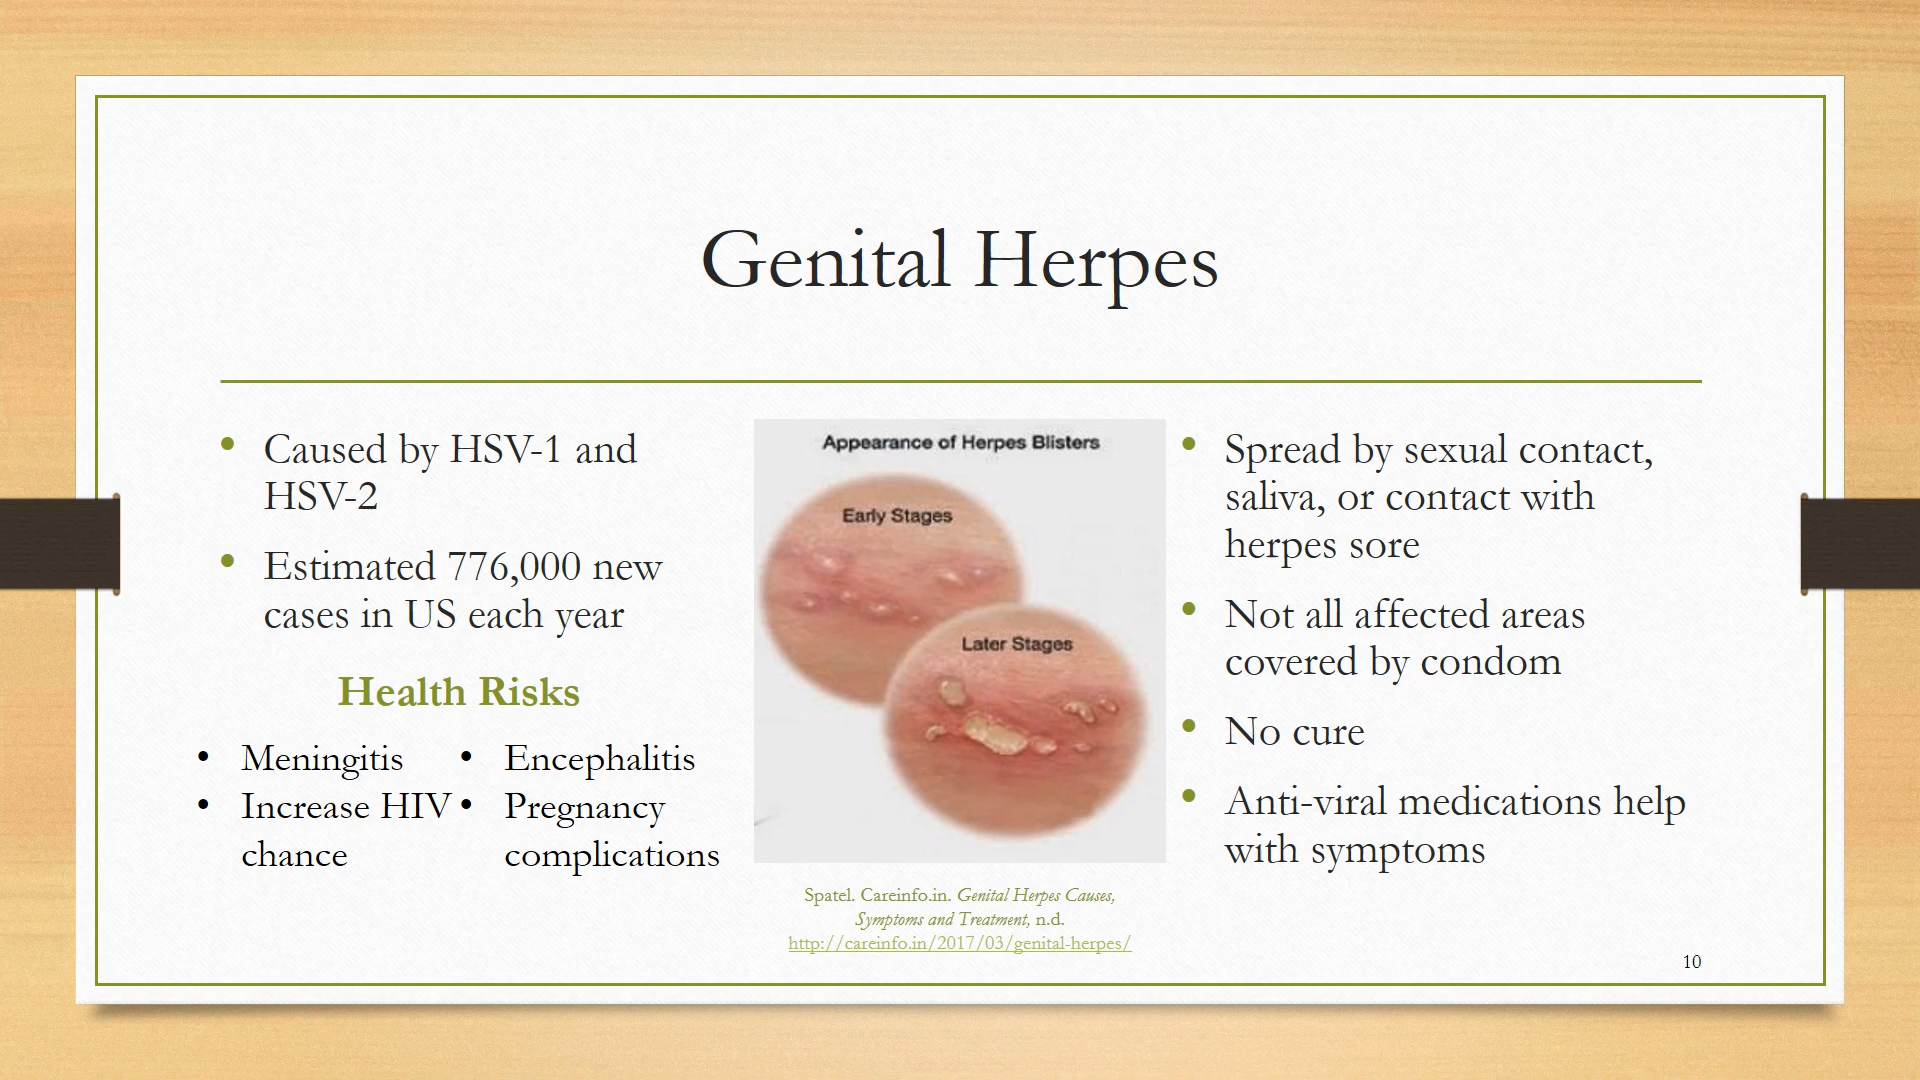 Genital Herpes
• Caused by HSV-1 and
HSV-2
• Estimated 776,000 new
cases in US each year
Health Risks
• Meningitis
• Increase HIV
chance
• Encephalitis
• Pregnancy
complications
Appearance of Herpes Blisters
Early Stages
Later Stages
Spatel. Careinfo.in. Genital Herpes Causes,
Symptoms and Treatment, n.d.
http://careinfo.in/2017/03/genital-herpes/
• Spread by sexual contact,
saliva, or contact with
herpes sore
• Not all affected areas
covered by condom
• No cure
• Anti-viral medications help
with symptoms
10